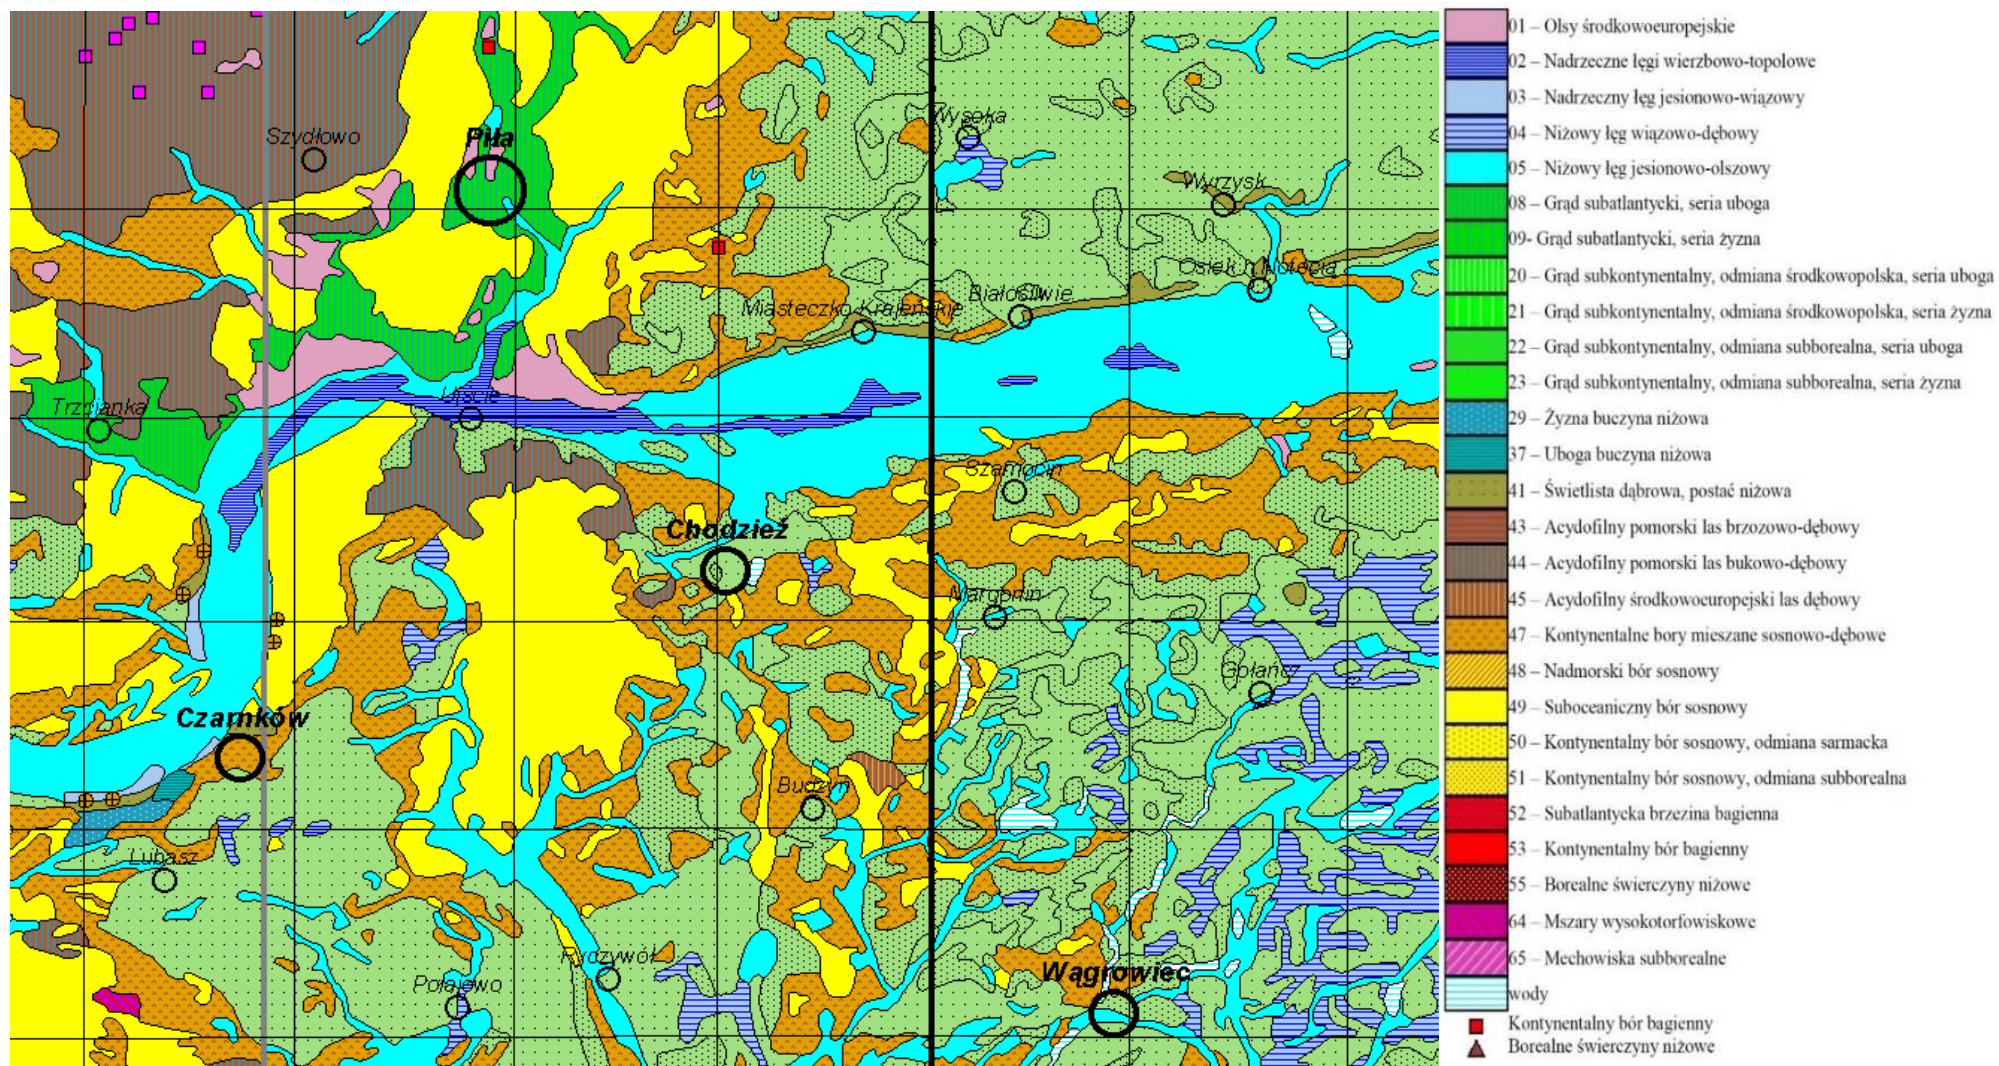 Szydłowo
Piła
Wysoka
Wyrzysk
Osiek n.Notecią
Miasteczko Krajeńskie
Białośliwie
Trzcianka
Ujście
Szamocin
Chodzież
Margonin
Gołańcz
Czarnków
Budzyń
Lubasz
Ryczywół
Połajewo
Wągrowiec
01 – Olsy środkowoeuropejskie
02 – Nadrzeczne łęgi wierzbowo-topolowe
03 – Nadrzeczny łęg jesionowo-wiązowy
04 – Niżowy łęg wiązowo-dębowy
05 – Niżowy łęg jesionowo-olszowy
08 – Grąd subatlantycki, seria uboga
09- Grąd subatlantycki, seria żyzna
20 – Grąd subkontynentalny, odmiana środkowopolska, seria uboga
21 – Grąd subkontynentalny, odmiana środkowopolska, seria żyzna
22 – Grąd subkontynentalny, odmiana subborealna, seria uboga
23 – Grąd subkontynentalny, odmiana subborealna, seria żyzna
29 – Żyzna buczyna niżowa
37 – Uboga buczyna niżowa
41 – Świetlista dąbrowa, postać niżowa
43 – Acydofilny pomorski las brzozowo-dębowy
44 – Acydofilny pomorski las bukowo-dębowy
45 – Acydofilny środkowoeuropejski las dębowy
47 – Kontynentalne bory mieszane sosnowo-dębowe
48 – Nadmorski bór sosnowy
49 – Suboceaniczny bór sosnowy
50 – Kontynentalny bór sosnowy, odmiana sarmacka
51 – Kontynentalny bór sosnowy, odmiana subborealna
52 – Subatlantycka brzezina bagienna
53 – Kontynentalny bór bagienny
55 – Borealne świerczyny niżowe
64 – Mszary wysokotorfowiskowe
65 – Mechowiska subborealne
wody
Kontynentalny bór bagienny
Borealne świerczyny niżowe